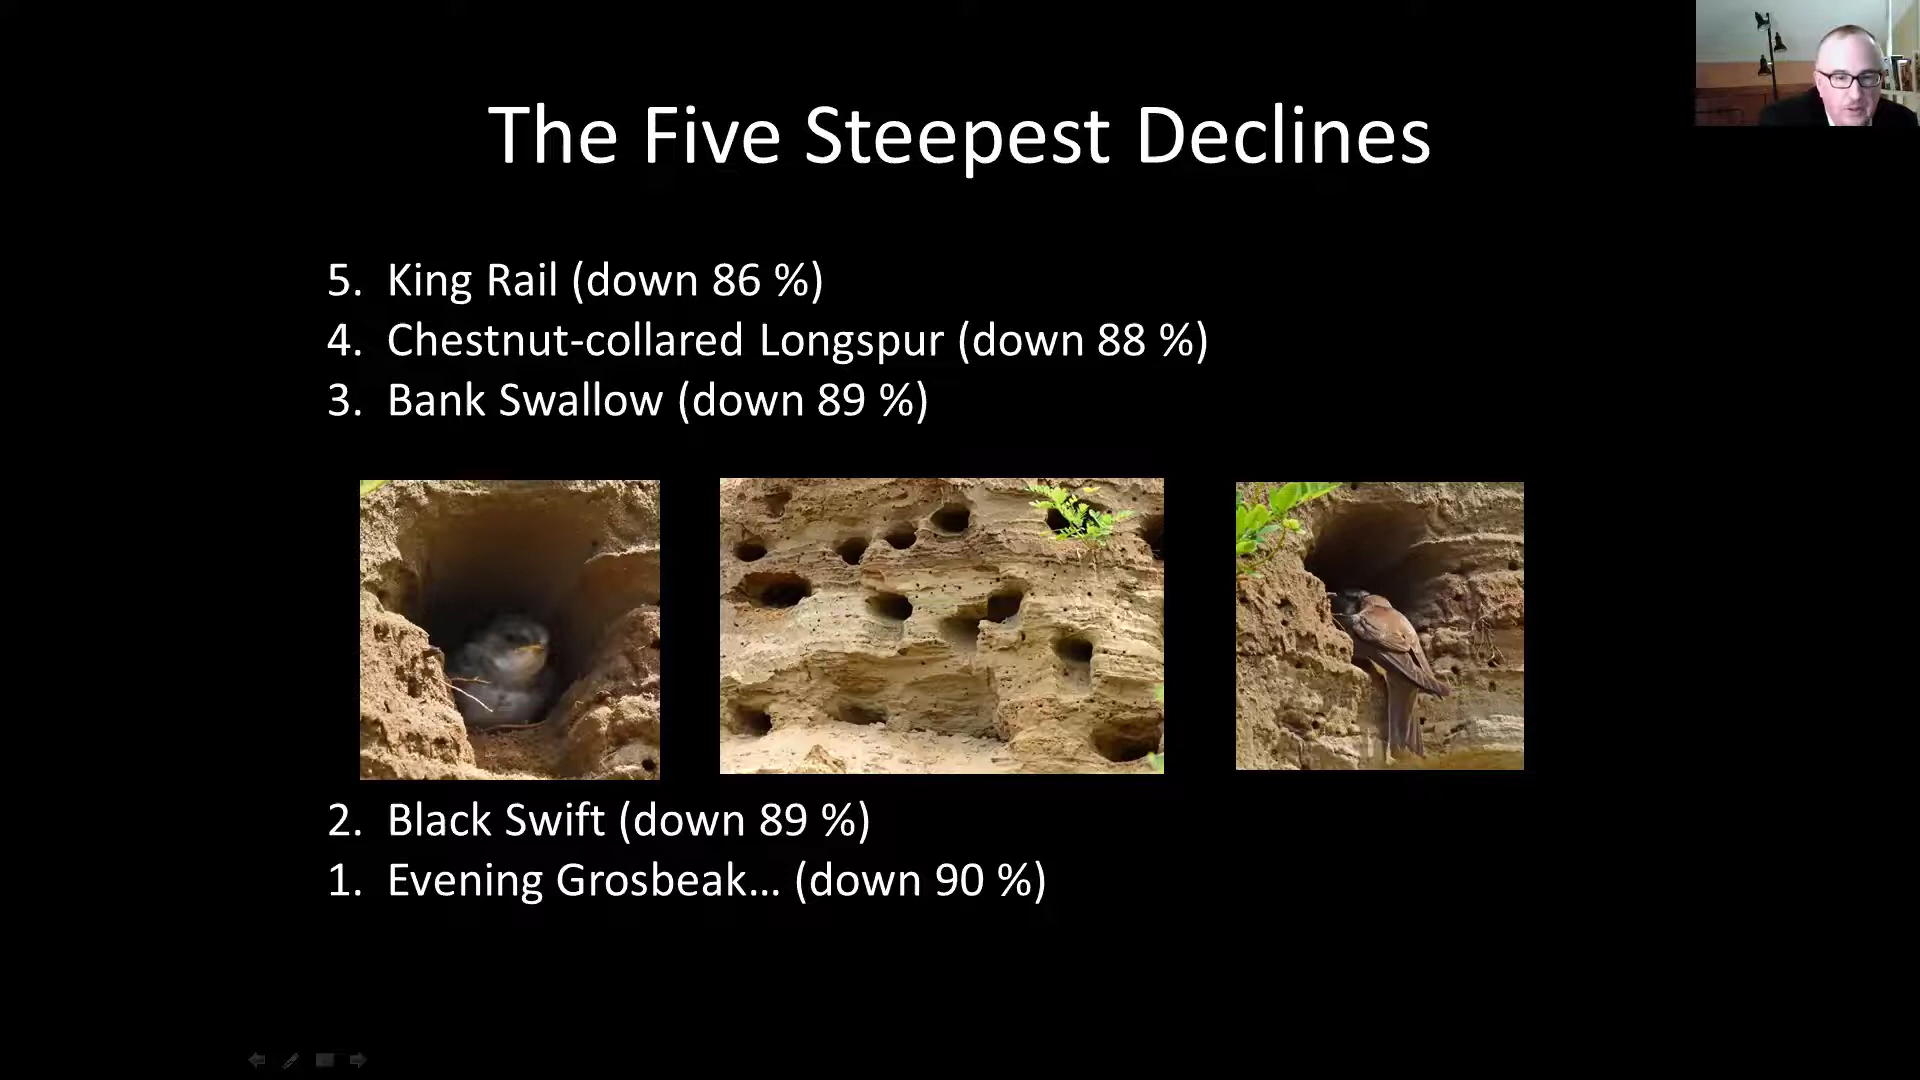 The Five Steepest Declines
5. King Rail (down 86 %)
4. Chestnut-collared Longspur (down 88 %)
3. Bank Swallow (down 89 %)
2. Black Swift (down 89 %)
1. Evening Grosbeak... (down 90 %)